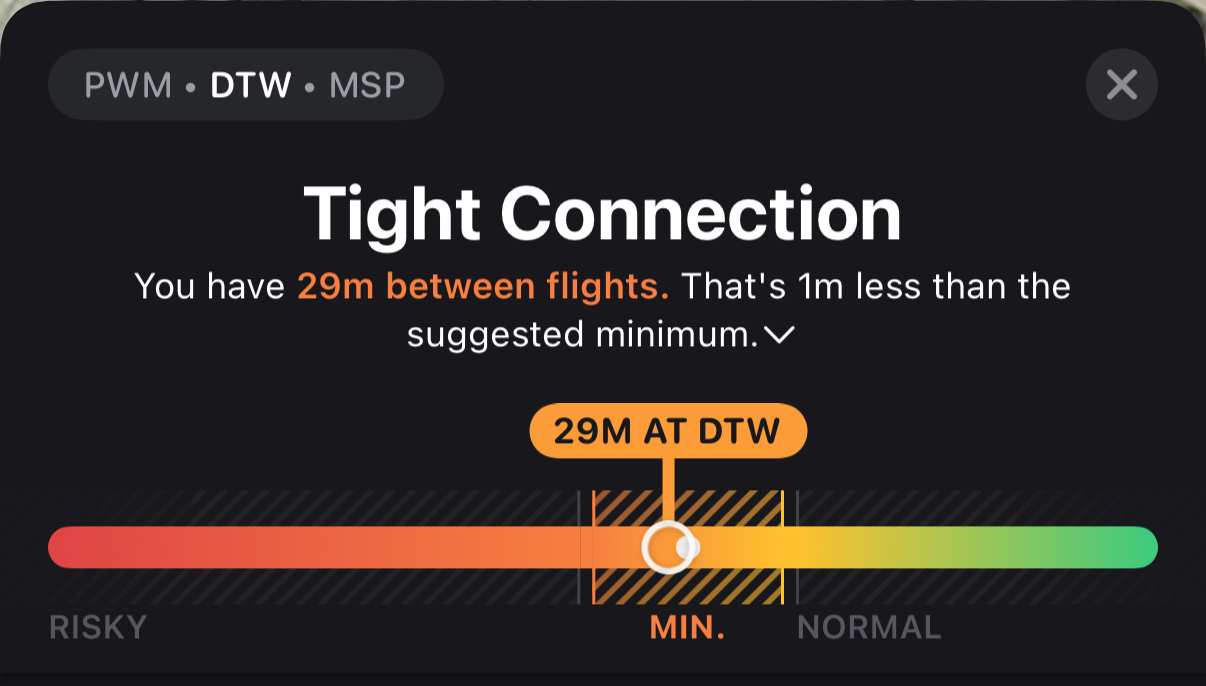 PWM • DTW • MSP
Tight Connection
You have 29m between flights. That's 1m less than the
suggested minimum.
29M AT DTW
RISKY
MIN.
NORMAL